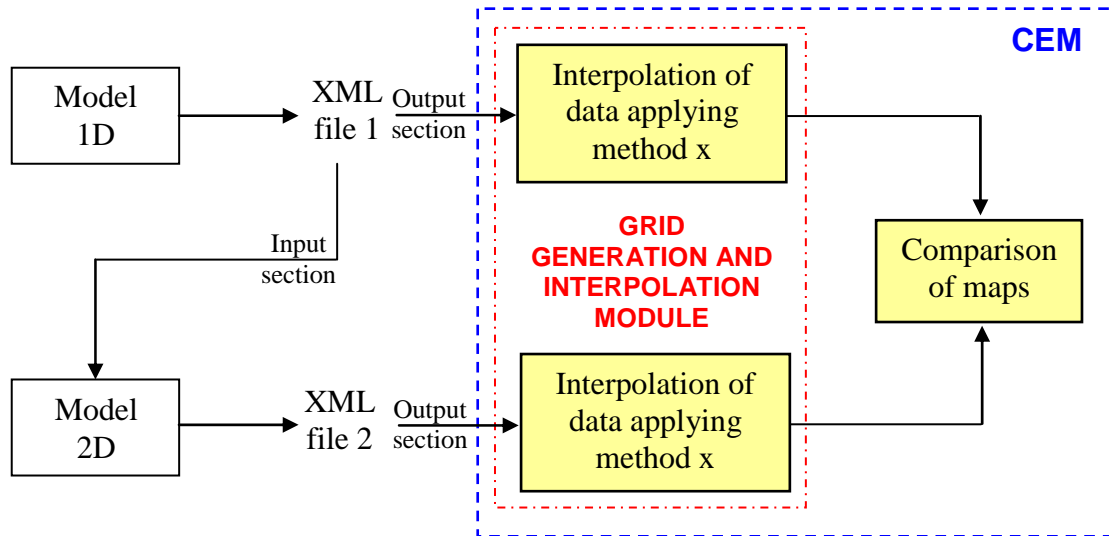 CEM
Model
1D
XML
file 1
Output
section
Interpolation of
data applying
method x
Input
section
GRID
GENERATION AND
INTERPOLATION
MODULE
Comparison
of maps
Model
2D
XML
file 2
Output
section
Interpolation of
data applying
method x